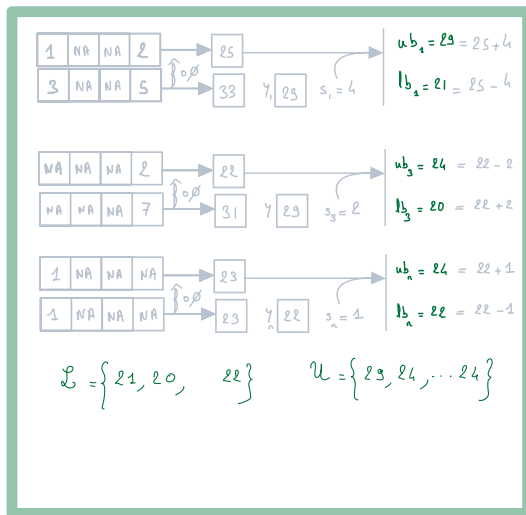 1 NA NA 2 25 ub₁ = 29 = 25 + 4
3 NA NA 5 33 y₁ 29 s₁ = 4 lb₁ = 21 = 25 - 4
f̂∘φ
NA NA NA 2 22 ub₃ = 24 = 22 - 2
NA NA NA 7 31 y 29 s₃ = 2 lb₃ = 20 = 22 + 2
f̂∘φ
1 NA NA NA 23 ubₙ = 24 = 22 + 1
1 NA NA NA 23 yₙ 22 sₙ = 1 lbₙ = 22 = 22 - 1
f̂∘φ
ℒ = {21, 20, 22} 𝒰 = {29, 24, ... 24}